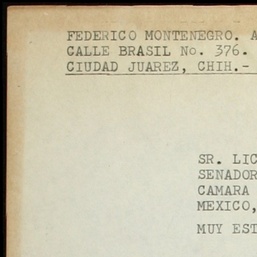 FEDERICO MONTENEGRO. A
CALLE BRASIL No. 376.
CIUDAD JUAREZ, CHIH.-
SR. LIC
SENADOR
CAMARA
MEXICO,
MUY EST